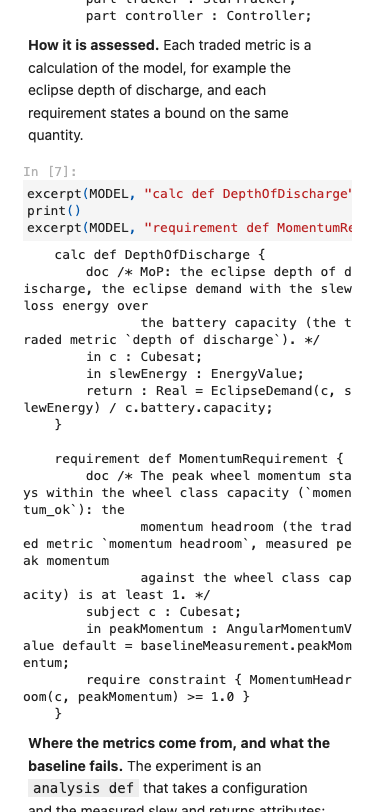 part controller : Controller;
How it is assessed. Each traded metric is a
calculation of the model, for example the
eclipse depth of discharge, and each
requirement states a bound on the same
quantity.
In [7]:
excerpt(MODEL, "calc def DepthOfDischarge"
print()
excerpt(MODEL, "requirement def MomentumRe
calc def DepthOfDischarge {
doc /* MoP: the eclipse depth of d
ischarge, the eclipse demand with the slew
loss energy over
the battery capacity (the t
raded metric `depth of discharge`). */
in c : Cubesat;
in slewEnergy : EnergyValue;
return : Real = EclipseDemand(c, s
lewEnergy) / c.battery.capacity;
}
requirement def MomentumRequirement {
doc /* The peak wheel momentum sta
ys within the wheel class capacity (`momen
tum_ok`): the
momentum headroom (the trad
ed metric `momentum headroom`, measured pe
ak momentum
against the wheel class cap
acity) is at least 1. */
subject c : Cubesat;
in peakMomentum : AngularMomentumV
alue default = baselineMeasurement.peakMom
entum;
require constraint { MomentumHeadr
oom(c, peakMomentum) >= 1.0 }
}
Where the metrics come from, and what the
baseline fails. The experiment is an
analysis def that takes a configuration
and the measured slew and returns attributes: